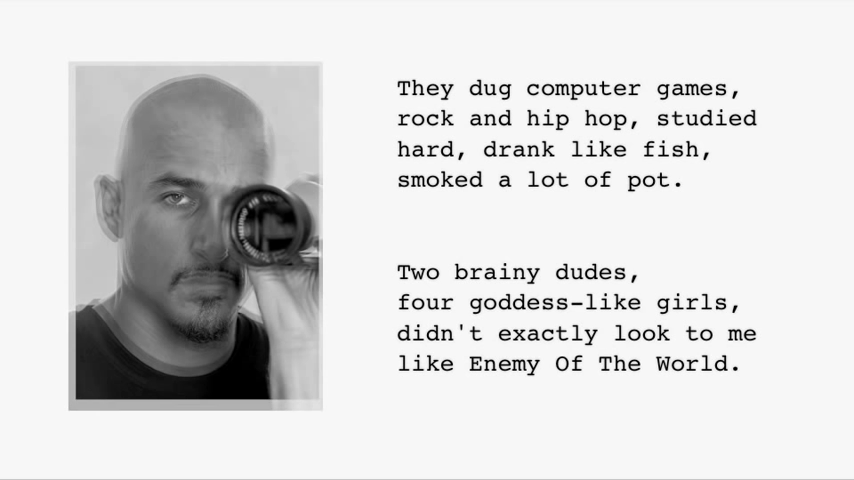 They dug computer games,
rock and hip hop, studied
hard, drank like fish,
smoked a lot of pot.
Two brainy dudes,
four goddess-like girls,
didn't exactly look to me
like Enemy Of The World.